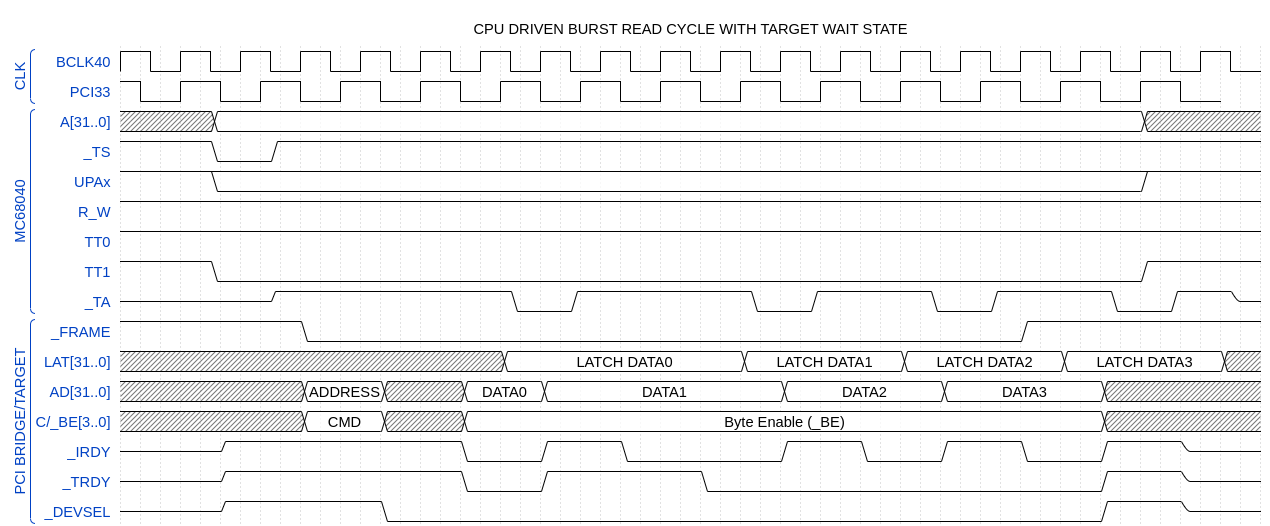 CPU DRIVEN BURST READ CYCLE WITH TARGET WAIT STATE
CLK
BCLK40
PCI33
MC68040
A[31..0]
_TS
UPAx
R_W
TT0
TT1
_TA
PCI BRIDGE/TARGET
_FRAME
LAT[31..0] LATCH DATA0 LATCH DATA1 LATCH DATA2 LATCH DATA3
AD[31..0] ADDRESS DATA0 DATA1 DATA2 DATA3
C/_BE[3..0] CMD Byte Enable (_BE)
_IRDY
_TRDY
_DEVSEL